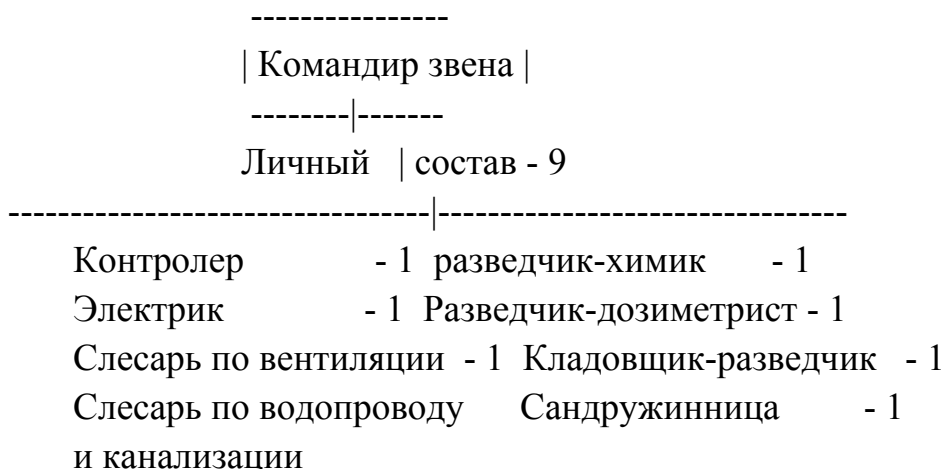 ----------------
| Командир звена |
--------|-------
Личный | состав - 9
----------------------------------|---------------------------------
Контролер - 1 разведчик-химик - 1
Электрик - 1 Разведчик-дозиметрист - 1
Слесарь по вентиляции - 1 Кладовщик-разведчик - 1
Слесарь по водопроводу Сандружинница - 1
и канализации